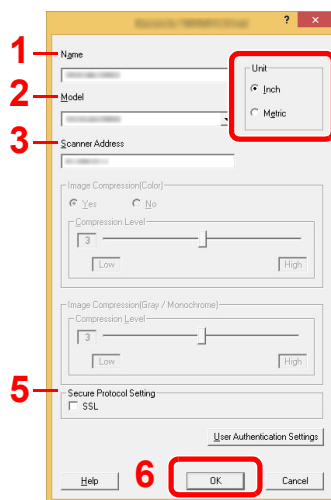 ? ×
1 Name
Unit
Inch
Metric
2 Model
3 Scanner Address
Image Compression(Color)
Yes No
Compression Level
3
Low High
Image Compression(Gray / Monochrome)
Compression Level
3
Low High
5 Secure Protocol Setting
SSL
User Authentication Settings
Help 6 OK Cancel